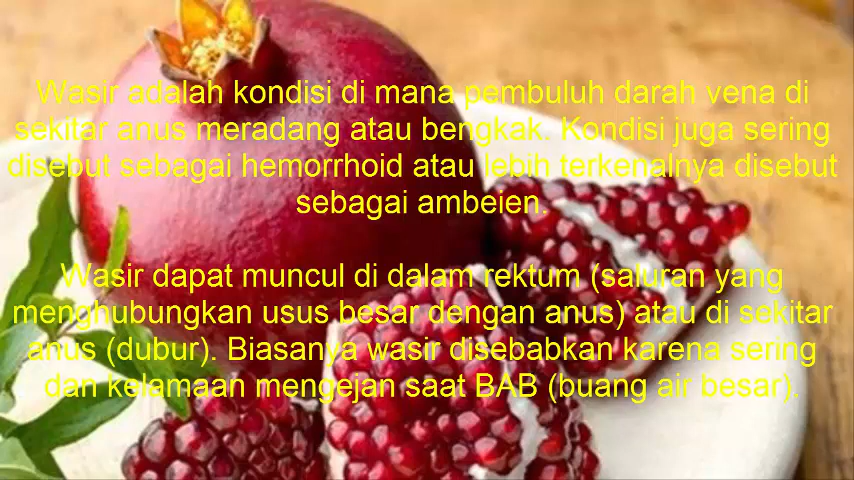 Wasir adalah kondisi di mana pembuluh darah vena di
sekitar anus meradang atau bengkak. Kondisi juga sering
disebut sebagai hemorrhoid atau lebih terkenalnya disebut
sebagai ambeien.
Wasir dapat muncul di dalam rektum (saluran yang
menghubungkan usus besar dengan anus) atau di sekitar
anus (dubur). Biasanya wasir disebabkan karena sering
dan kelamaan mengejan saat BAB (buang air besar).